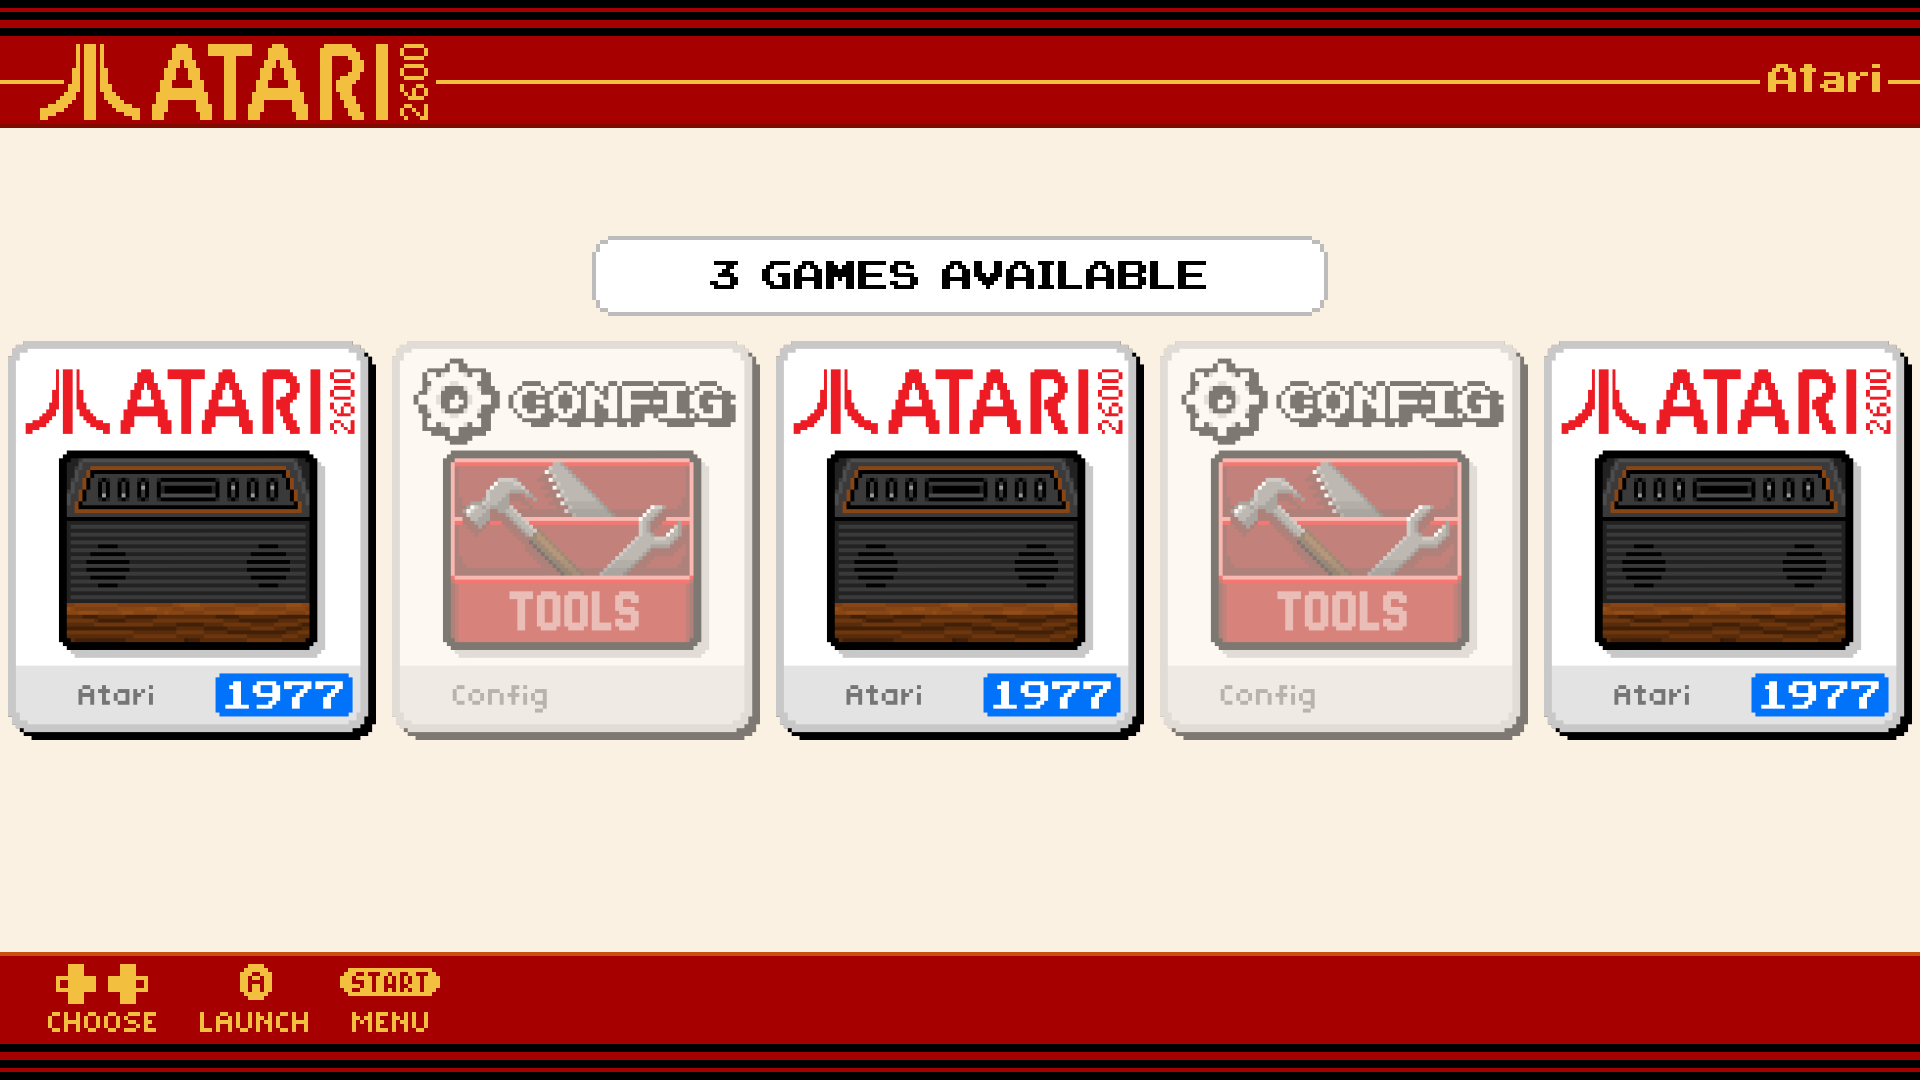 ATARI 2600
Atari
3 GAMES AVAILABLE
ATARI 2600
CONFIG
ATARI 2600
CONFIG
ATARI 2600
TOOLS
TOOLS
Atari 1977
Config
Atari 1977
Config
Atari 1977
A START
CHOOSE LAUNCH MENU